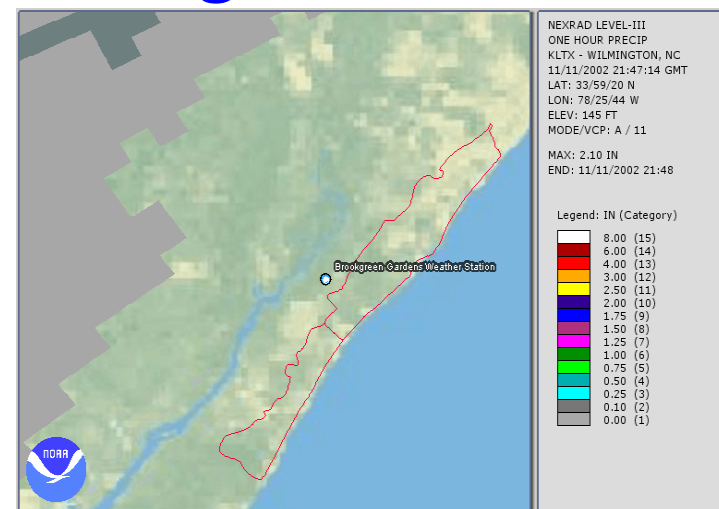 NEXRAD LEVEL-III
ONE HOUR PRECIP
KLTX - WILMINGTON, NC
11/11/2002 21:47:14 GMT
LAT: 33/59/20 N
LON: 78/25/44 W
ELEV: 145 FT
MODE/VCP: A / 11
MAX: 2.10 IN
END: 11/11/2002 21:48
Legend: IN (Category)
8.00 (15)
6.00 (14)
4.00 (13)
3.00 (12)
2.50 (11)
2.00 (10)
1.75 (9)
1.50 (8)
1.25 (7)
1.00 (6)
0.75 (5)
0.50 (4)
0.25 (3)
0.10 (2)
0.00 (1)
Brookgreen Gardens Weather Station
NOAA